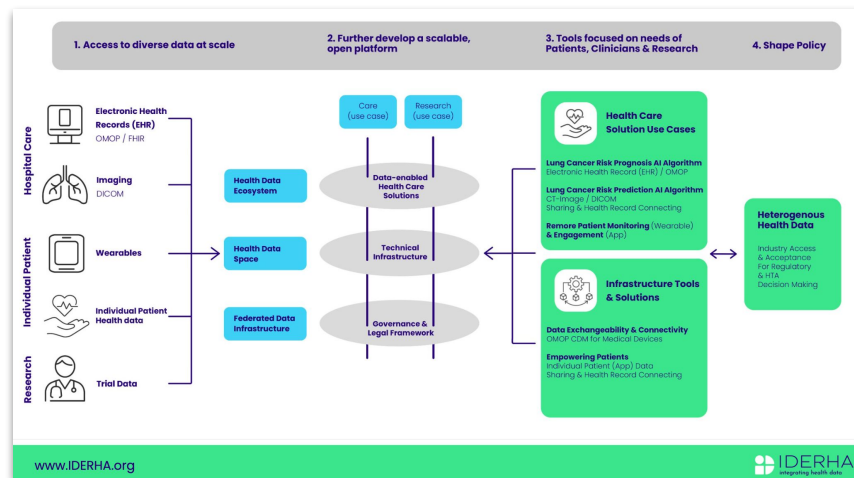 1. Access to diverse data at scale
2. Further develop a scalable,
open platform
3. Tools focused on needs of
Patients, Clinicians & Research
4. Shape Policy
Hospital Care
Electronic Health
Records (EHR)
OMOP / FHIR
Imaging
DICOM
Individual Patient
Wearables
Individual Patient
Health data
Research
Trial Data
Health Data
Ecosystem
Health Data
Space
Federated Data
Infrastructure
Care
(use case)
Research
(use case)
Data-enabled
Health Care
Solutions
Technical
Infrastructure
Governance &
Legal Framework
Health Care
Solution Use Cases
Lung Cancer Risk Prognosis AI Algorithm
Electronic Health Record (EHR) / OMOP
Lung Cancer Risk Prediction AI Algorithm
CT-Image / DICOM
Sharing & Health Record Connecting
Remore Patient Monitoring (Wearable)
& Engagement (App)
Infrastructure Tools
& Solutions
Data Exchangeability & Connectivity
OMOP CDM for Medical Devices
Empowering Patients
Individual Patient (App) Data
Sharing & Health Record Connecting
Heterogenous
Health Data
Industry Access
& Acceptance
For Regulatory
& HTA
Decision Making
www.IDERHA.org
IDERHA
integrating health data